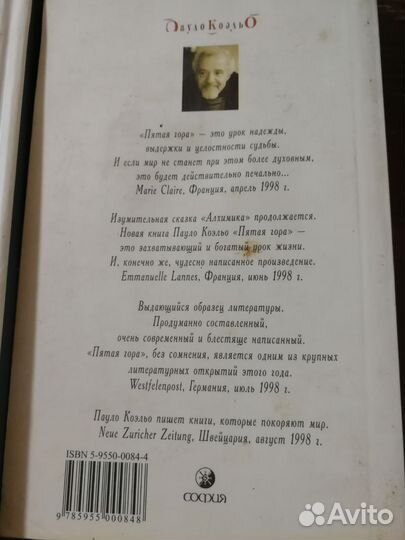 Пауло Коэльо
«Пятая гора» — это урок надежды,
выдержки и целостности судьбы.
И если мир не станет при этом более духовным,
это будет действительно печально...
Marie Claire, Франция, апрель 1998 г.
Изумительная сказка «Алхимика» продолжается.
Новая книга Пауло Коэльо «Пятая гора» —
это захватывающий и богатый урок жизни.
И, конечно же, чудесно написанное произведение.
Emmanuelle Lannes, Франция, июнь 1998 г.
Выдающийся образец литературы.
Продуманно составленный,
очень современный и блестяще написанный.
«Пятая гора», без сомнения, является одним из крупных
литературных открытий этого года.
Westfelenpost, Германия, июль 1998 г.
Пауло Коэльо пишет книги, которые покоряют мир.
Neue Zuricher Zeitung, Швейцария, август 1998 г.
ISBN 5-9550-0084-4
9 785955 000848
СОФИЯ
Avito